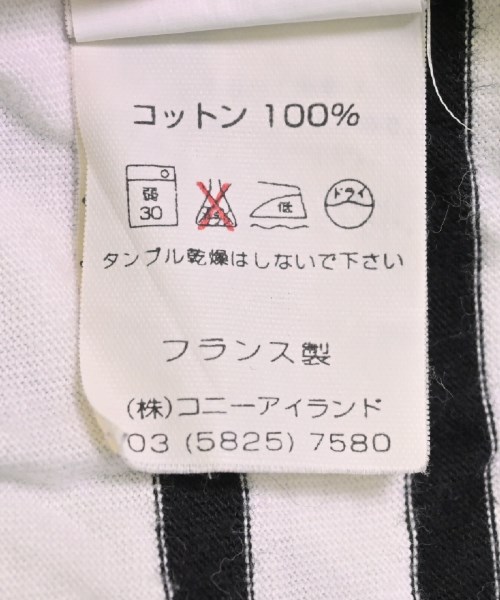 コットン 100%
弱 30 低 ドライ
タンブル乾燥はしないで下さい
フランス製
(株)コニーアイランド
03 (5825) 7580